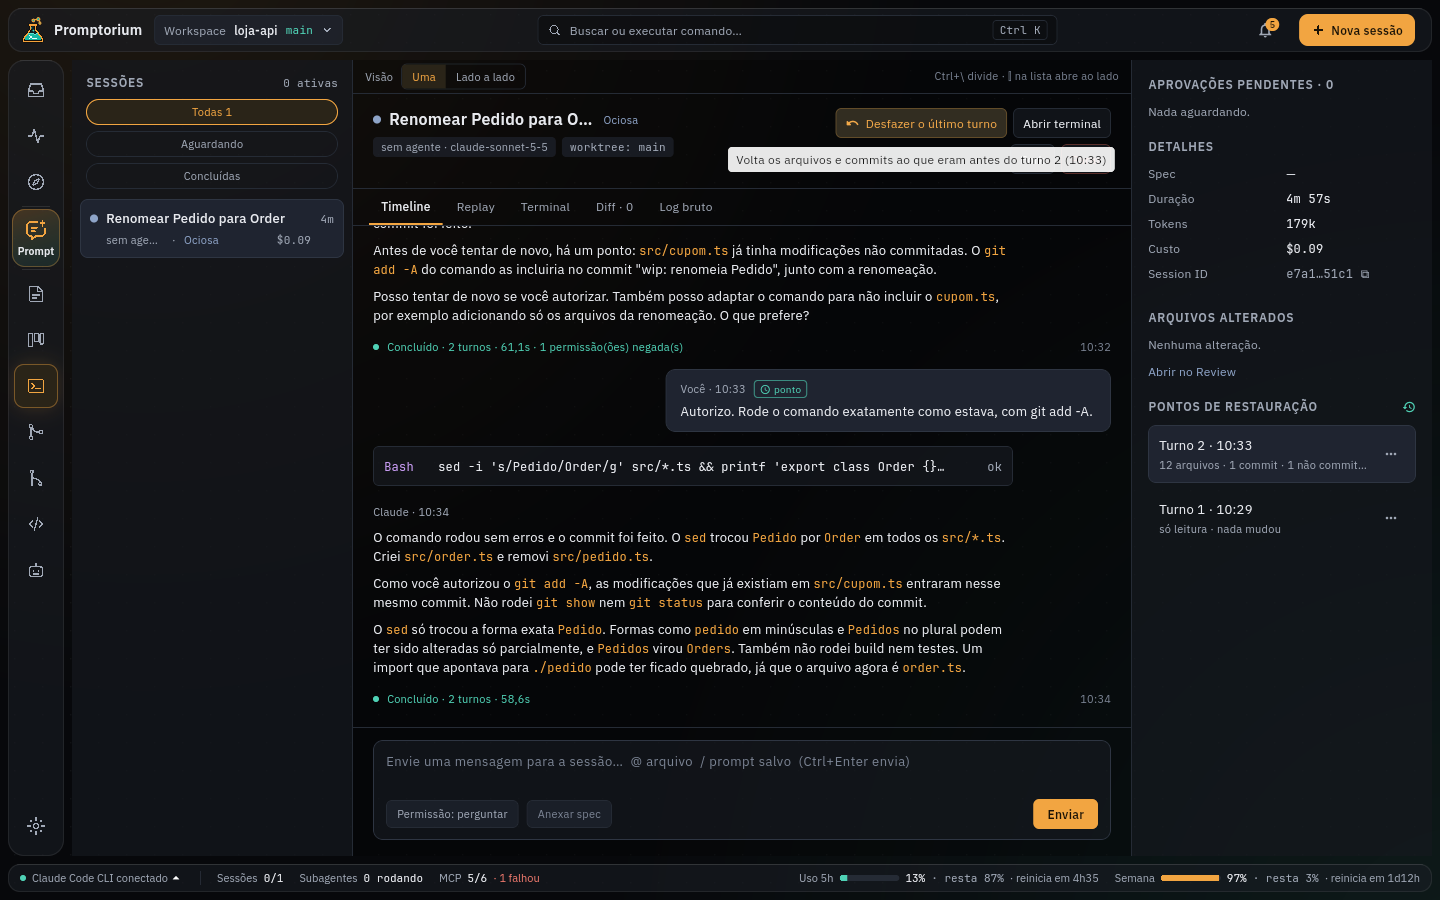 Promptorium
Workspace loja-api main
Buscar ou executar comando...
Ctrl K
5
+ Nova sessão
SESSÕES
0 ativas
Todas 1
Aguardando
Concluídas
Renomear Pedido para Order
4m
sem age... · Ociosa
$0.09
Prompt
Visão
Uma
Lado a lado
Ctrl+\ divide · ⫿ na lista abre ao lado
Renomear Pedido para O...
Ociosa
Desfazer o último turno
Abrir terminal
sem agente · claude-sonnet-5-5
worktree: main
Volta os arquivos e commits ao que eram antes do turno 2 (10:33)
Timeline
Replay
Terminal
Diff · 0
Log bruto
commit foi feito.
Antes de você tentar de novo, há um ponto: src/cupom.ts já tinha modificações não commitadas. O git
add -A do comando as incluiria no commit "wip: renomeia Pedido", junto com a renomeação.
Posso tentar de novo se você autorizar. Também posso adaptar o comando para não incluir o cupom.ts,
por exemplo adicionando só os arquivos da renomeação. O que prefere?
Concluído · 2 turnos · 61,1s · 1 permissão(ões) negada(s)
10:32
Você · 10:33
ponto
Autorizo. Rode o comando exatamente como estava, com git add -A.
Bash sed -i 's/Pedido/Order/g' src/*.ts && printf 'export class Order {}…
ok
Claude · 10:34
O comando rodou sem erros e o commit foi feito. O sed trocou Pedido por Order em todos os src/*.ts.
Criei src/order.ts e removi src/pedido.ts.
Como você autorizou o git add -A, as modificações que já existiam em src/cupom.ts entraram nesse
mesmo commit. Não rodei git show nem git status para conferir o conteúdo do commit.
O sed só trocou a forma exata Pedido. Formas como pedido em minúsculas e Pedidos no plural podem
ter sido alteradas só parcialmente, e Pedidos virou Orders. Também não rodei build nem testes. Um
import que apontava para ./pedido pode ter ficado quebrado, já que o arquivo agora é order.ts.
Concluído · 2 turnos · 58,6s
10:34
Envie uma mensagem para a sessão... @ arquivo / prompt salvo (Ctrl+Enter envia)
Permissão: perguntar
Anexar spec
Enviar
APROVAÇÕES PENDENTES · 0
Nada aguardando.
DETALHES
Spec —
Duração 4m 57s
Tokens 179k
Custo $0.09
Session ID e7a1…51c1
ARQUIVOS ALTERADOS
Nenhuma alteração.
Abrir no Review
PONTOS DE RESTAURAÇÃO
Turno 2 · 10:33
12 arquivos · 1 commit · 1 não commit...
Turno 1 · 10:29
só leitura · nada mudou
Claude Code CLI conectado
Sessões 0/1
Subagentes 0 rodando
MCP 5/6 · 1 falhou
Uso 5h 13% · resta 87% · reinicia em 4h35
Semana 97% · resta 3% · reinicia em 1d12h